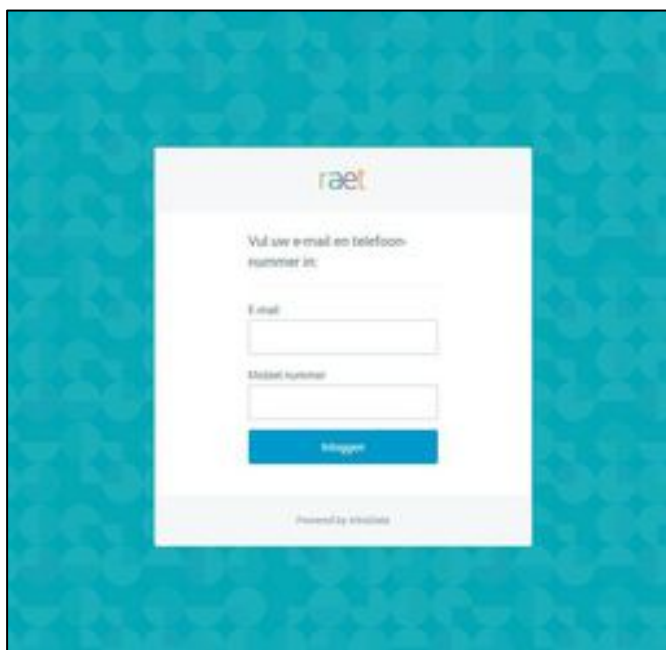 raet
Vul uw e-mail en telefoon-
nummer in:
E-mail
Mobiel nummer
Inloggen
Powered by